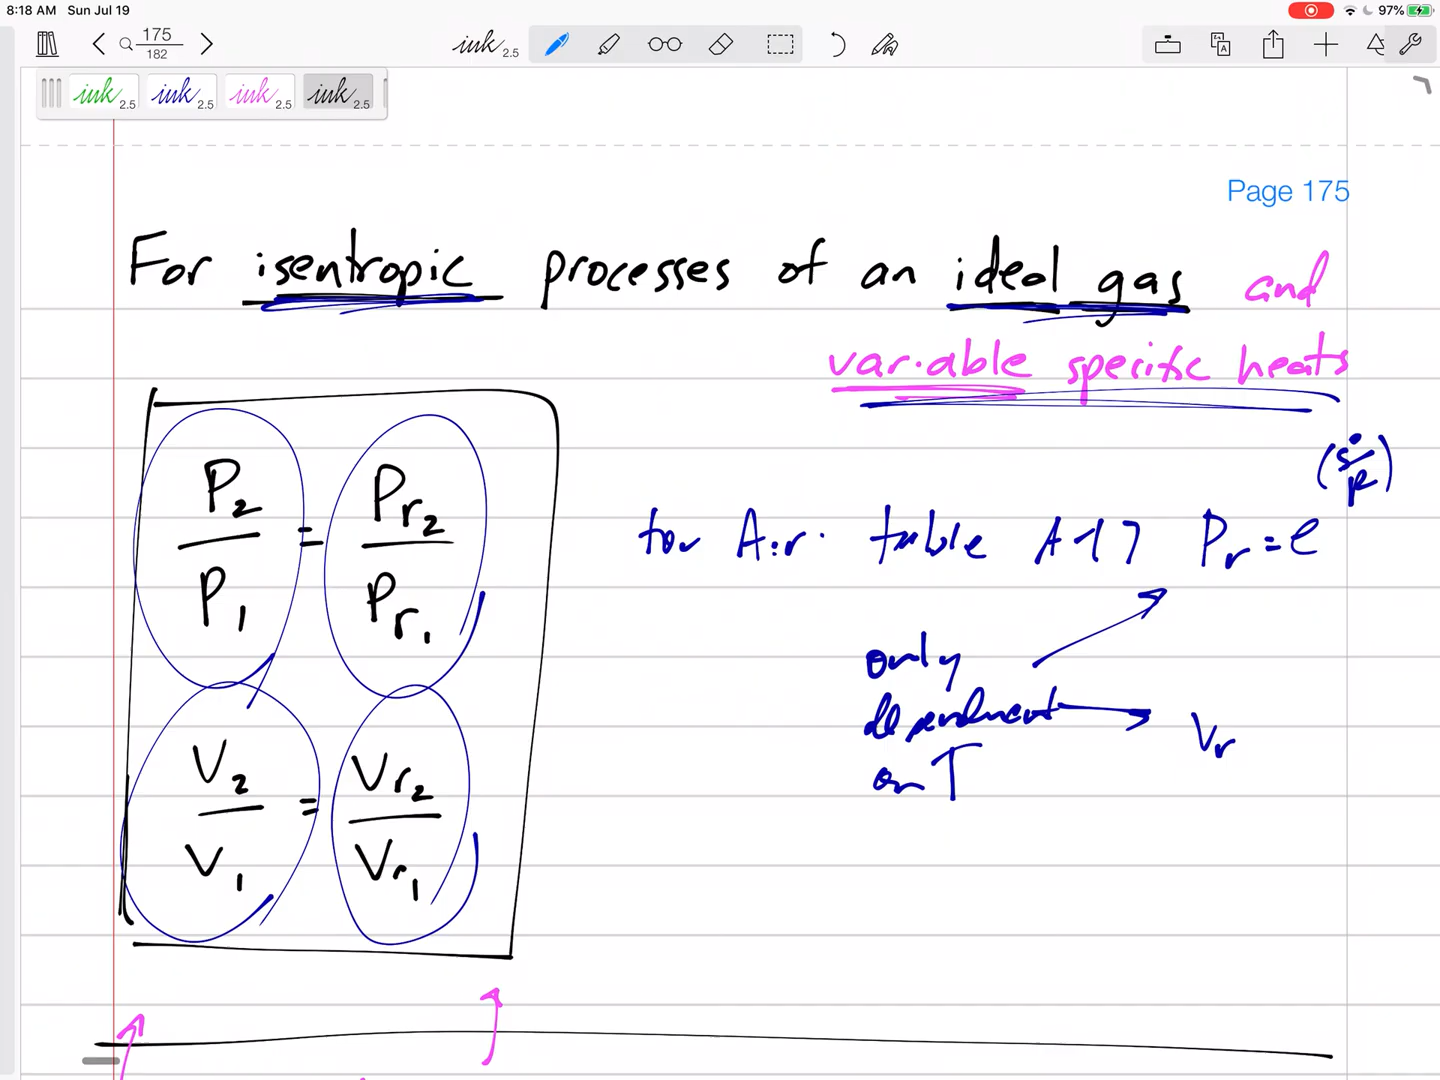 8:18 AM Sun Jul 19
97%
175
182
ink 2.5
ink 2.5 ink 2.5 ink 2.5 ink 2.5
Page 175
For isentropic processes of an ideal gas and
variable specific heats
P2/P1 = Pr2/Pr1
for Air. table A17 Pr = e^(s°/R)
only
dependment
on T
Vr
V2/V1 = Vr2/Vr1